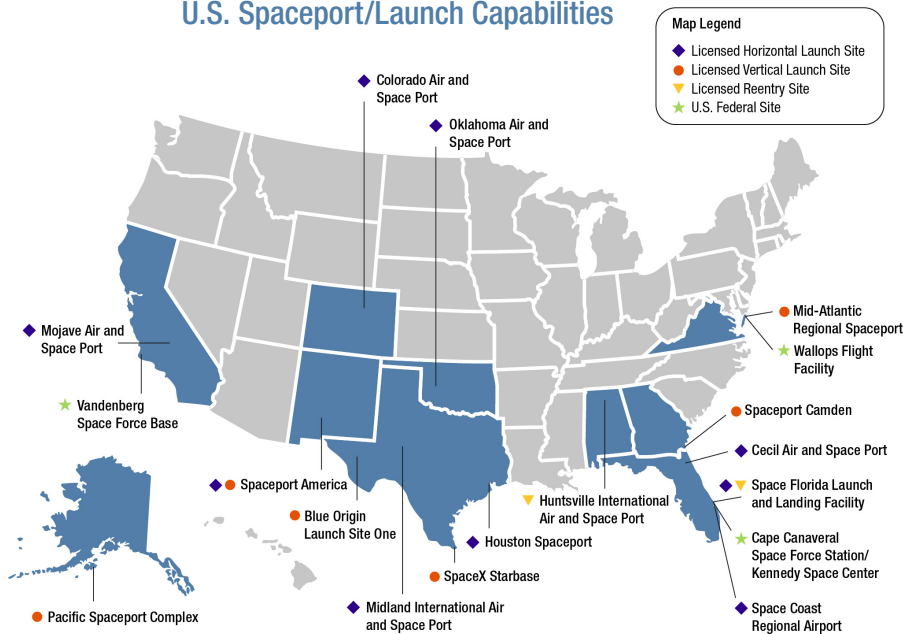 U.S. Spaceport/Launch Capabilities
Map Legend
Licensed Horizontal Launch Site
Licensed Vertical Launch Site
Licensed Reentry Site
U.S. Federal Site
Colorado Air and
Space Port
Oklahoma Air and
Space Port
Mojave Air and
Space Port
Vandenberg
Space Force Base
Mid-Atlantic
Regional Spaceport
Wallops Flight
Facility
Spaceport Camden
Cecil Air and Space Port
Space Florida Launch
and Landing Facility
Cape Canaveral
Space Force Station/
Kennedy Space Center
Space Coast
Regional Airport
Spaceport America
Blue Origin
Launch Site One
Huntsville International
Air and Space Port
Houston Spaceport
SpaceX Starbase
Midland International Air
and Space Port
Pacific Spaceport Complex